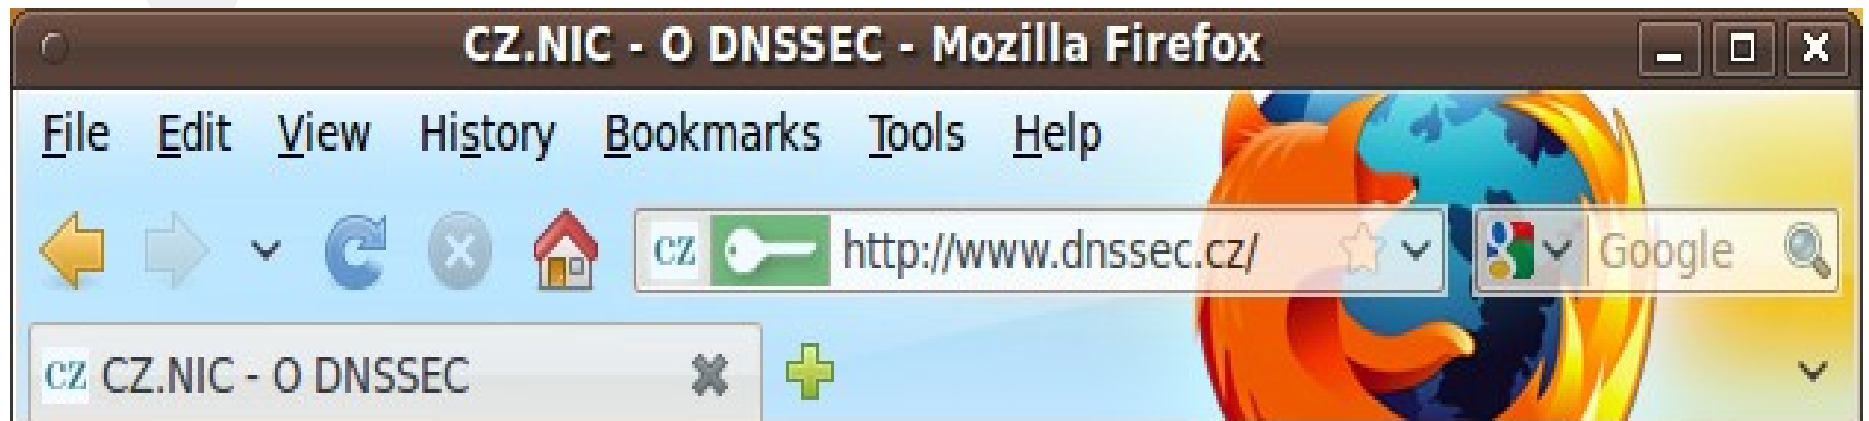 CZ.NIC - O DNSSEC - Mozilla Firefox
File Edit View History Bookmarks Tools Help
CZ http://www.dnssec.cz/ Google
CZ CZ.NIC - O DNSSEC